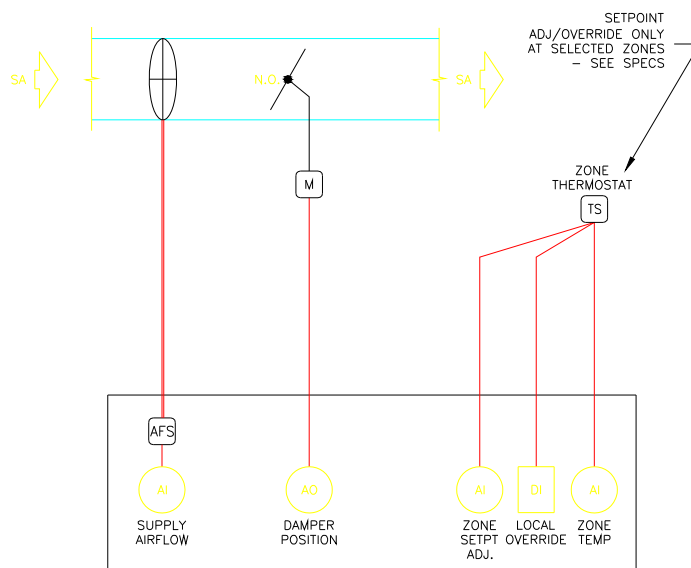 SETPOINT
ADJ/OVERRIDE ONLY
AT SELECTED ZONES
- SEE SPECS
SA
N.O.
SA
ZONE
THERMOSTAT
M
TS
AFS
AI
AO
AI
DI
AI
SUPPLY
AIRFLOW
DAMPER
POSITION
ZONE
SETPT
ADJ.
LOCAL
OVERRIDE
ZONE
TEMP